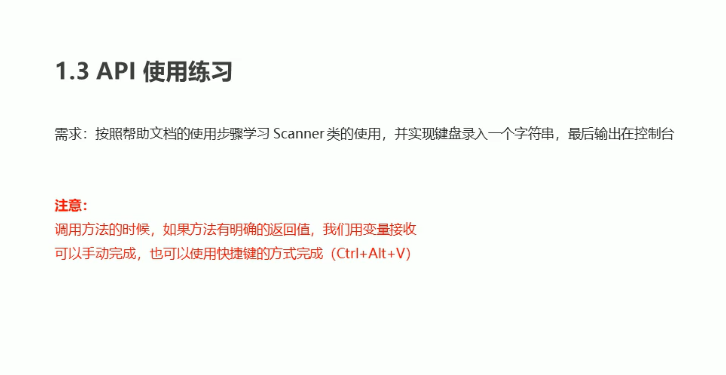 1.3 API 使用练习
需求：按照帮助文档的使用步骤学习 Scanner 类的使用，并实现键盘录入一个字符串，最后输出在控制台
注意：
调用方法的时候，如果方法有明确的返回值，我们用变量接收
可以手动完成，也可以使用快捷键的方式完成（Ctrl+Alt+V）